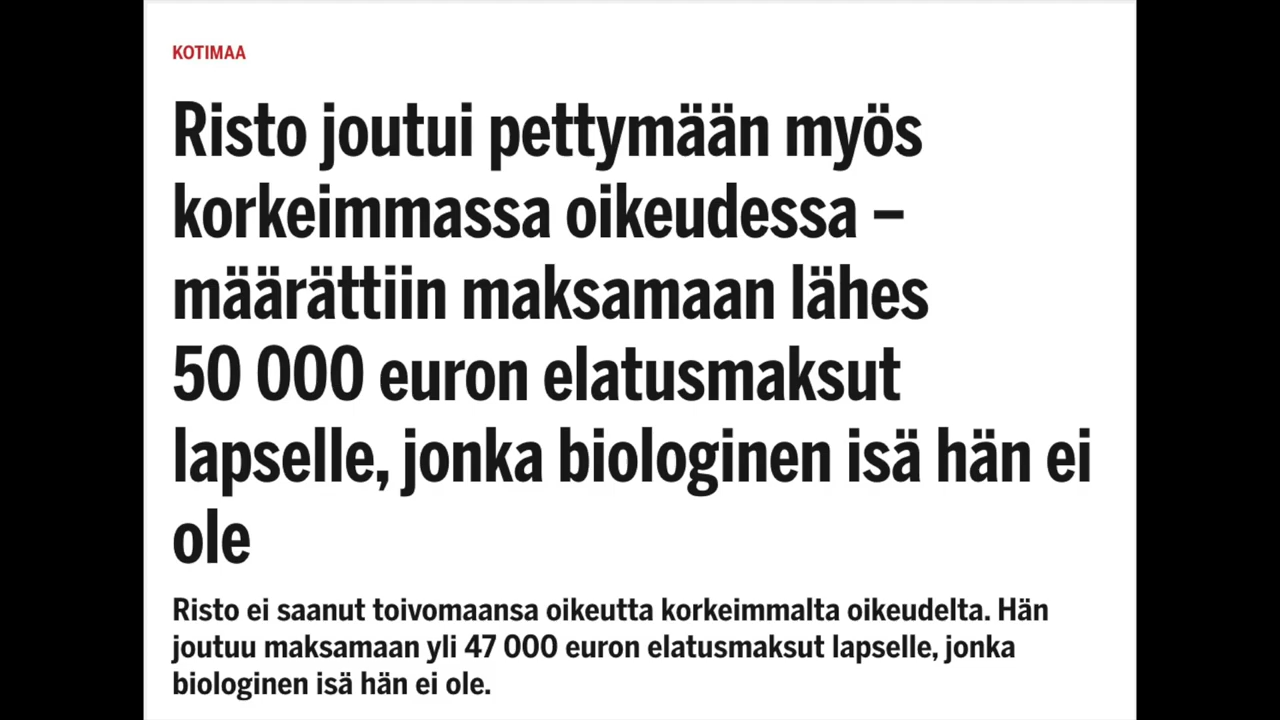 KOTIMAA
Risto joutui pettymään myös
korkeimmassa oikeudessa –
määrättiin maksamaan lähes
50 000 euron elatusmaksut
lapselle, jonka biologinen isä hän ei
ole
Risto ei saanut toivomaansa oikeutta korkeimmalta oikeudelta. Hän
joutuu maksamaan yli 47 000 euron elatusmaksut lapselle, jonka
biologinen isä hän ei ole.